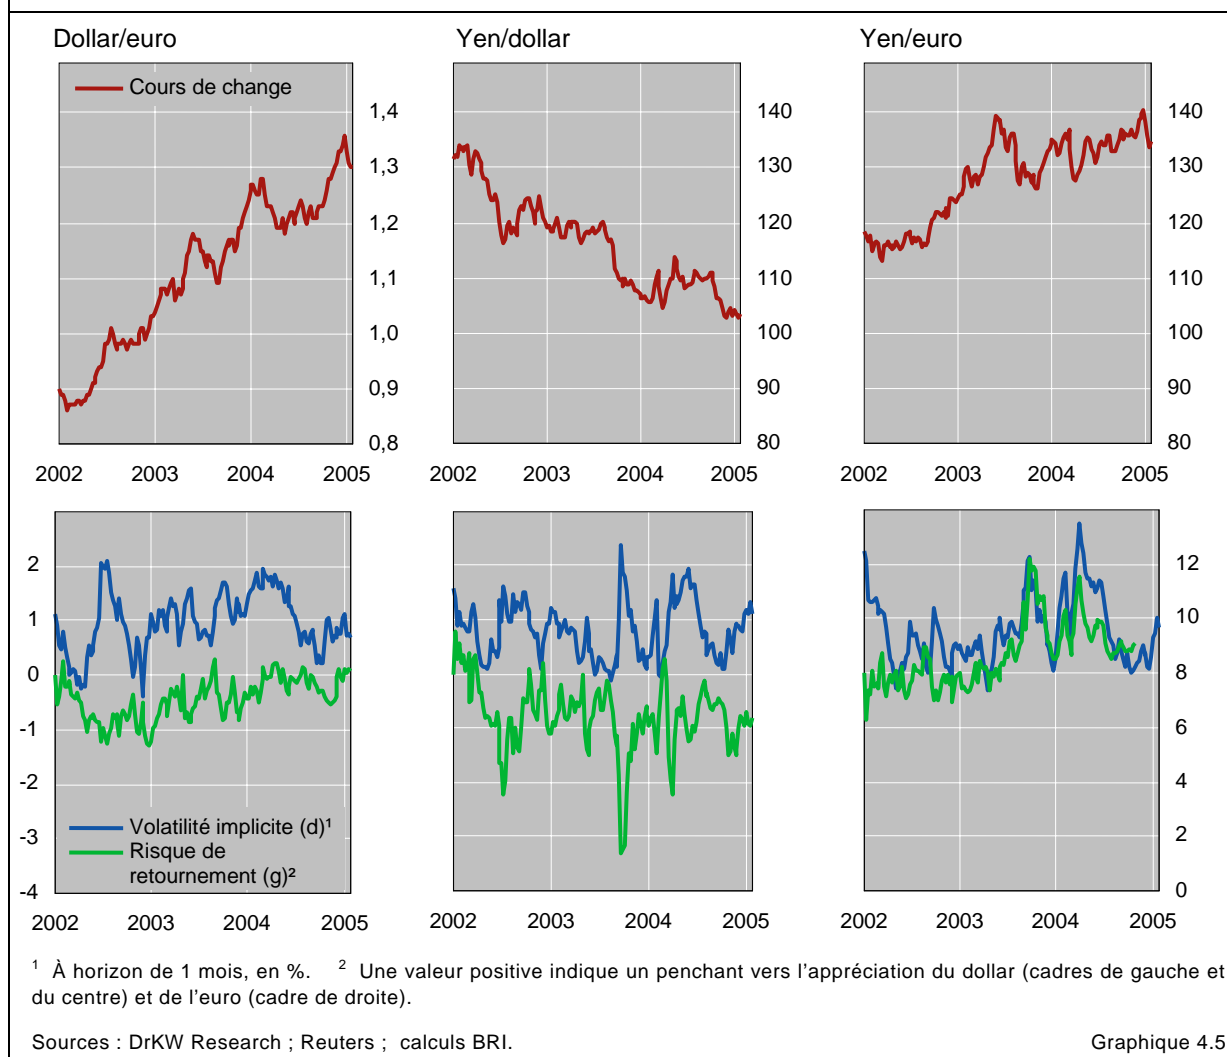 Dollar/euro
Yen/dollar
Yen/euro
Cours de change
1,4
1,3
1,2
1,1
1,0
0,9
0,8
2002 2003 2004 2005
140
130
120
110
100
90
80
2002 2003 2004 2005
140
130
120
110
100
90
80
2002 2003 2004 2005
2
1
0
-1
-2
-3
-4
Volatilité implicite (d)¹
Risque de
retournement (g)²
2002 2003 2004 2005
2002 2003 2004 2005
12
10
8
6
4
2
0
2002 2003 2004 2005
¹ À horizon de 1 mois, en %. ² Une valeur positive indique un penchant vers l'appréciation du dollar (cadres de gauche et
du centre) et de l'euro (cadre de droite).
Sources : DrKW Research ; Reuters ; calculs BRI.
Graphique 4.5